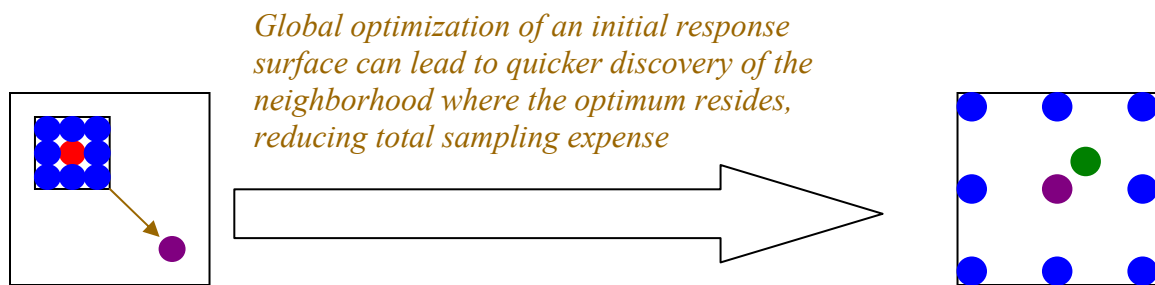 Global optimization of an initial response
surface can lead to quicker discovery of the
neighborhood where the optimum resides,
reducing total sampling expense